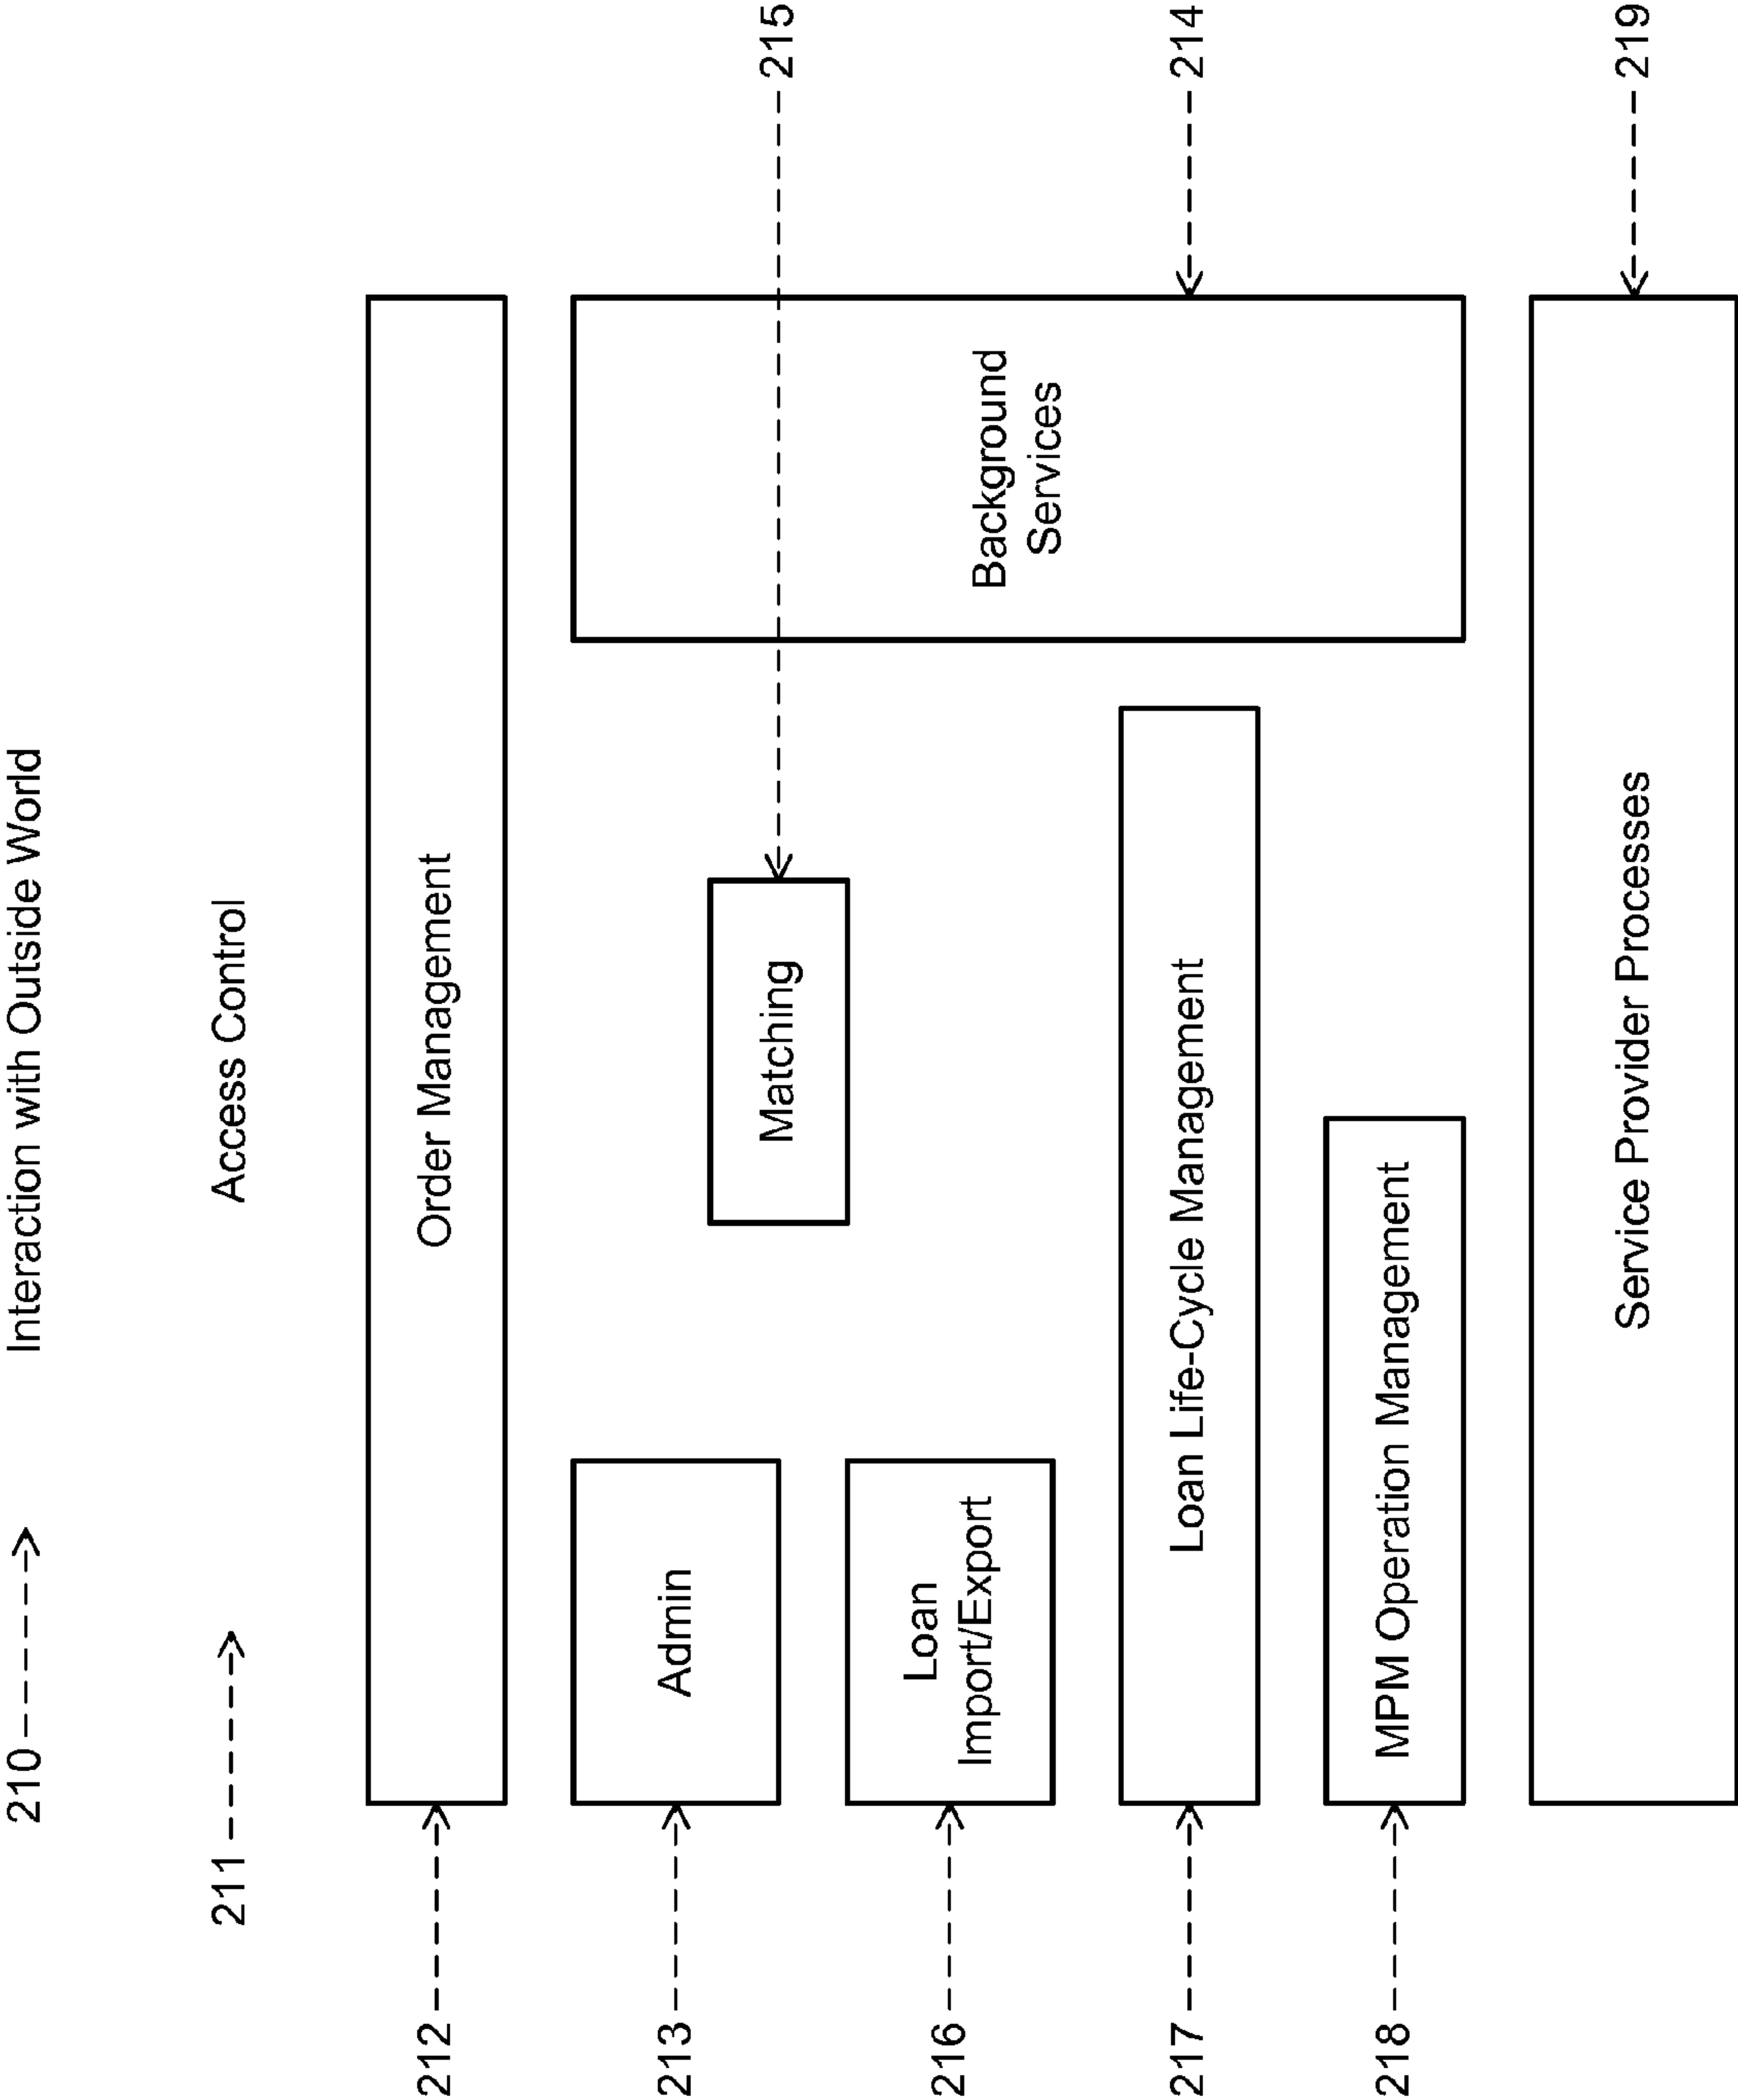 210 Interaction with Outside World
211 Access Control
212 Order Management
213 Admin
Matching 215
216 Loan
Import/Export
Background
Services 214
217 Loan Life-Cycle Management
218 MPM Operation Management
Service Provider Processes 219